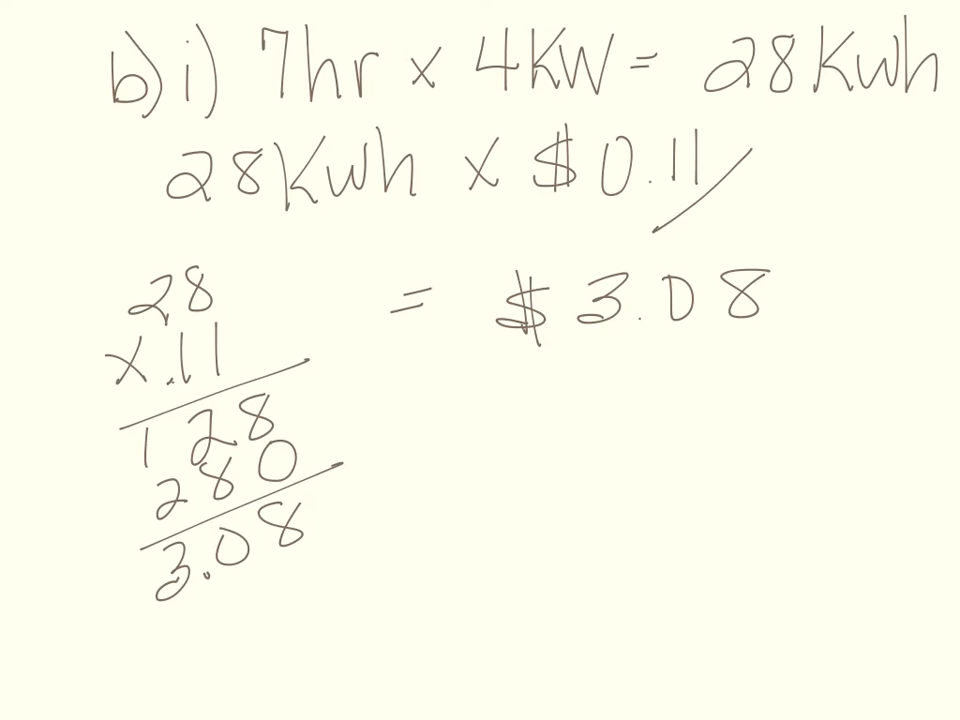 b) i) 7hr x 4KW = 28Kwh
28Kwh x $0.11
= $3.08
28
x .11
128
280
3.08